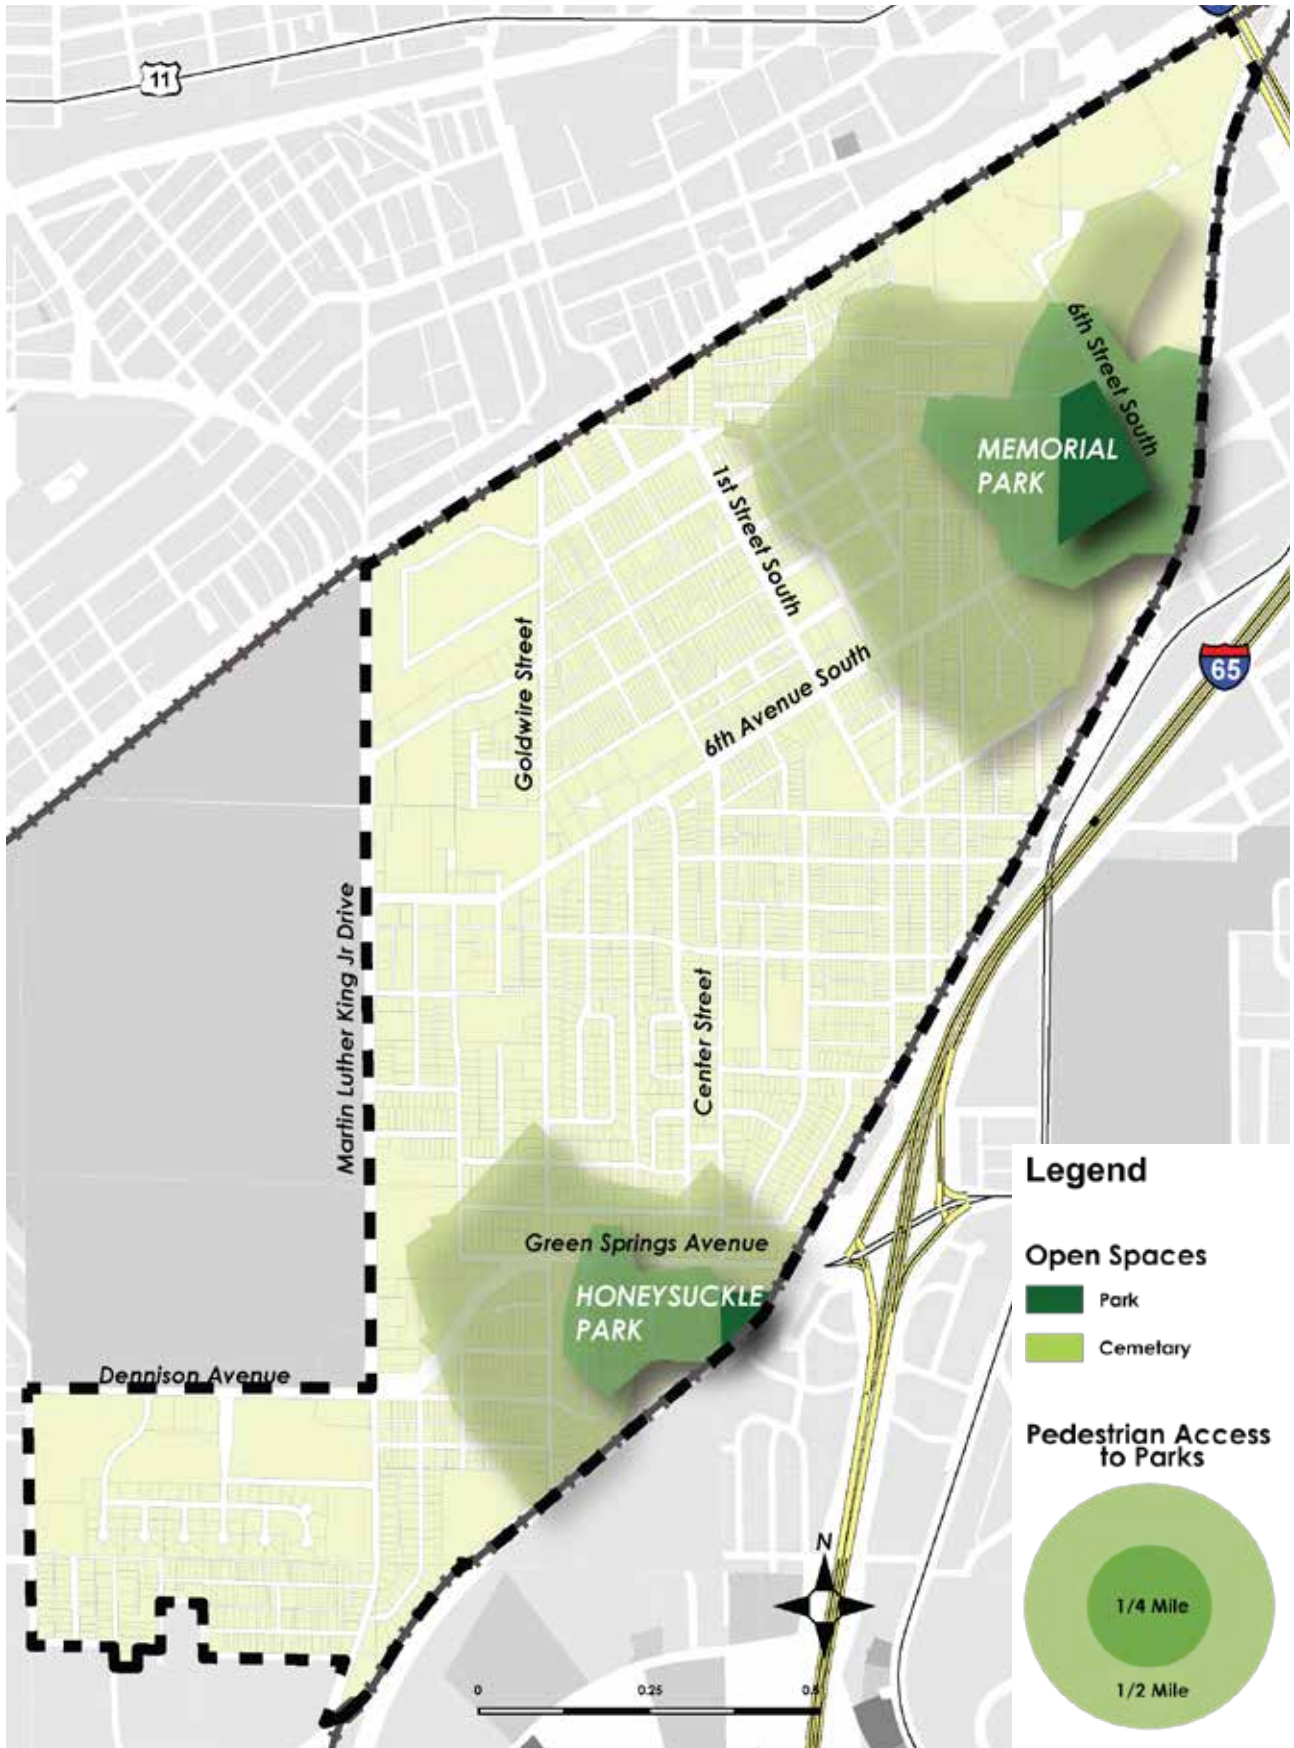 11
6th Street South
MEMORIAL
PARK
1st Street South
65
Goldwire Street
6th Avenue South
Martin Luther King Jr Drive
Center Street
Legend
Open Spaces
Park
Cemetary
Green Springs Avenue
HONEYSUCKLE
PARK
Dennison Avenue
Pedestrian Access
to Parks
1/4 Mile
1/2 Mile
N
0
0.25